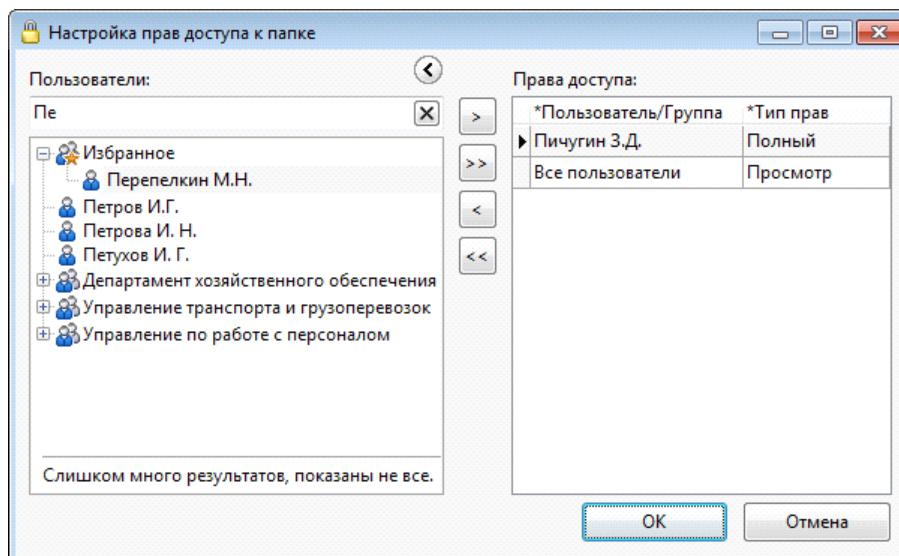 Настройка прав доступа к папке
Пользователи:
Пе
Избранное
Перепелкин М.Н.
Петров И.Г.
Петрова И. Н.
Петухов И. Г.
Департамент хозяйственного обеспечения
Управление транспорта и грузоперевозок
Управление по работе с персоналом
Слишком много результатов, показаны не все.
>
>>
<
<<
Права доступа:
*Пользователь/Группа *Тип прав
Пичугин З.Д. Полный
Все пользователи Просмотр
ОК Отмена